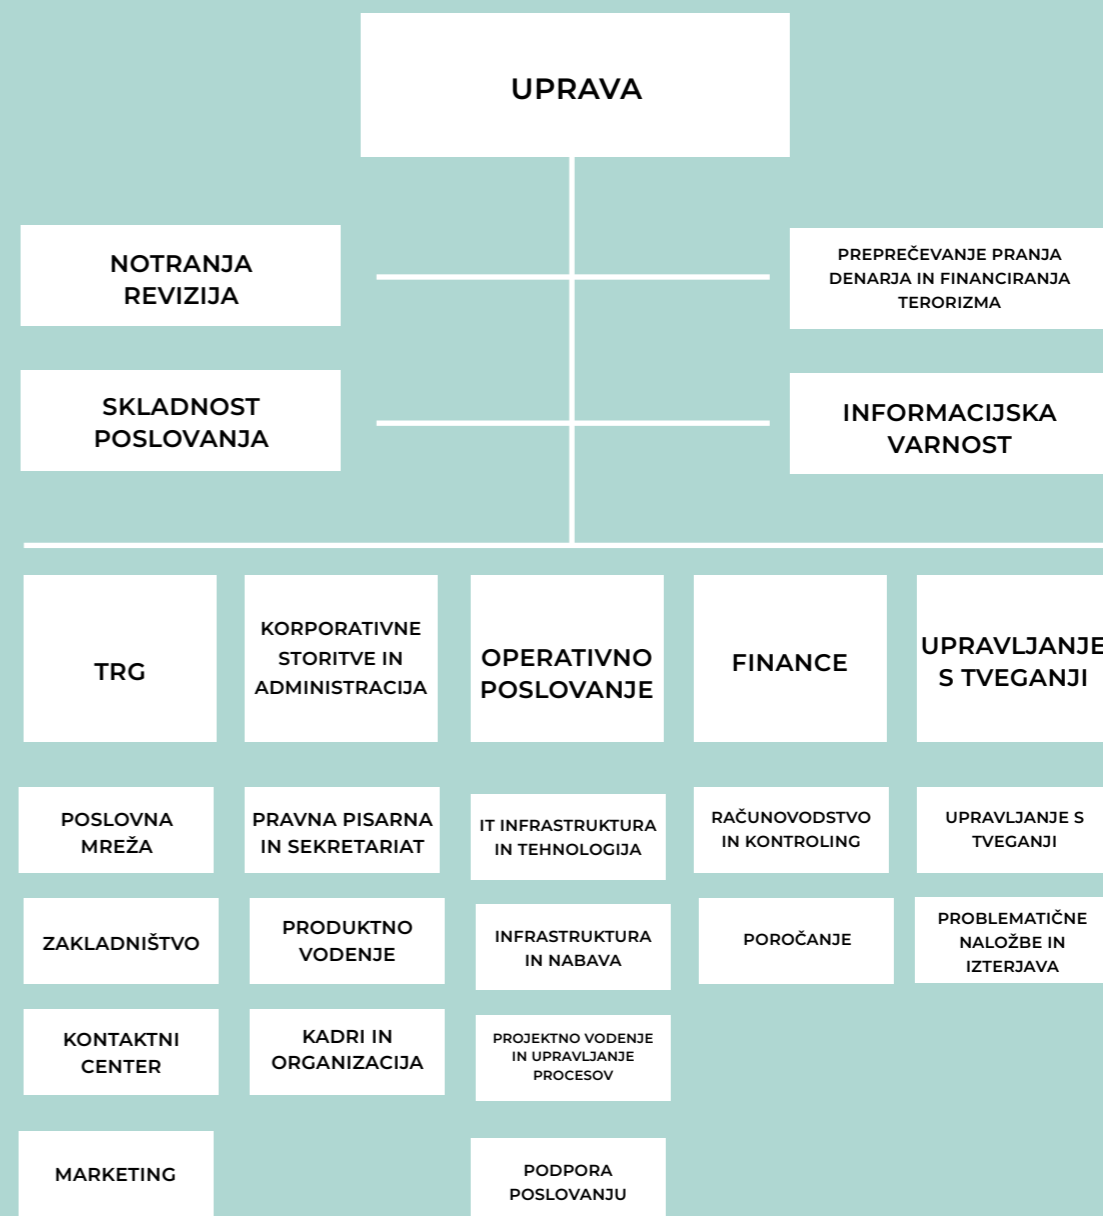 UPRAVA
NOTRANJA
REVIZIJA
PREPREČEVANJE PRANJA
DENARJA IN FINANCIRANJA
TERORIZMA
SKLADNOST
POSLOVANJA
INFORMACIJSKA
VARNOST
TRG
KORPORATIVNE
STORITVE IN
ADMINISTRACIJA
OPERATIVNO
POSLOVANJE
FINANCE
UPRAVLJANJE
S TVEGANJI
POSLOVNA
MREŽA
PRAVNA PISARNA
IN SEKRETARIAT
IT INFRASTRUKTURA
IN TEHNOLOGIJA
RAČUNOVODSTVO
IN KONTROLING
UPRAVLJANJE S
TVEGANJI
ZAKLADNIŠTVO
PRODUKTNO
VODENJE
INFRASTRUKTURA
IN NABAVA
POROČANJE
PROBLEMATIČNE
NALOŽBE IN
IZTERJAVA
KONTAKTNI
CENTER
KADRI IN
ORGANIZACIJA
PROJEKTNO VODENJE
IN UPRAVLJANJE
PROCESOV
MARKETING
PODPORA
POSLOVANJU